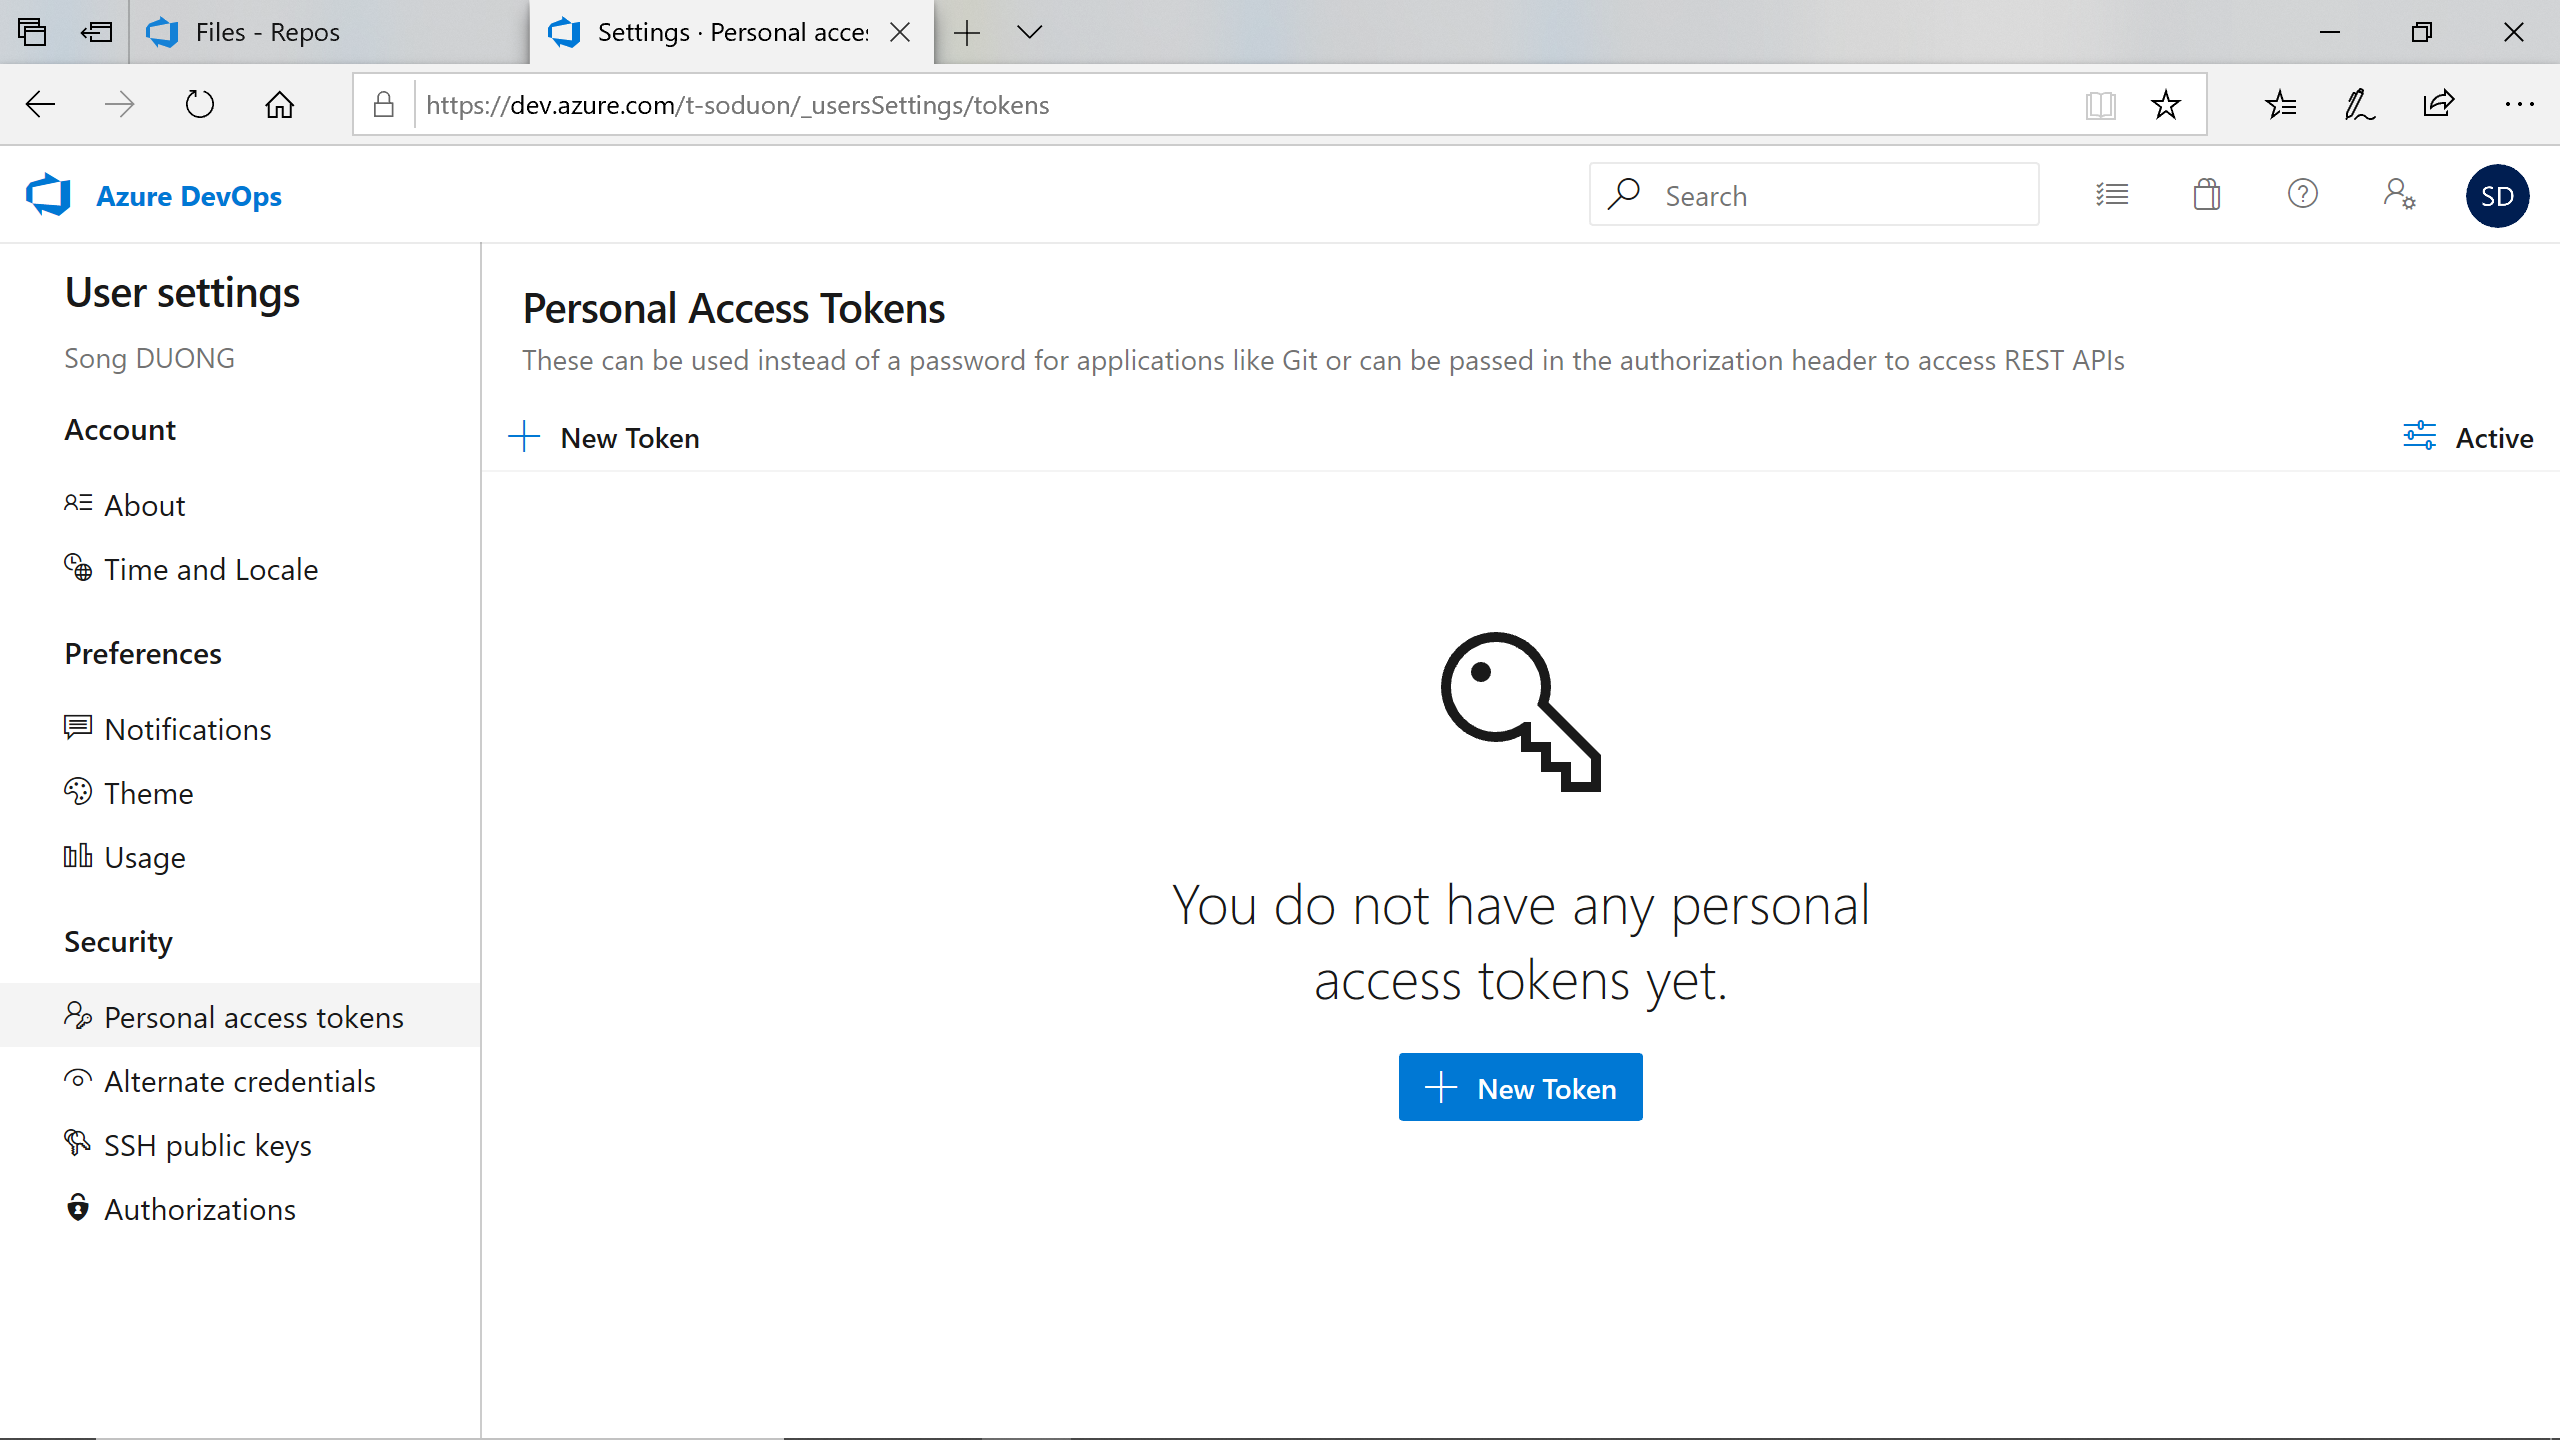 Files - Repos
Settings · Personal acce
https://dev.azure.com/t-soduon/_usersSettings/tokens
Azure DevOps
Search
SD
User settings
Song DUONG
Account
About
Time and Locale
Preferences
Notifications
Theme
Usage
Security
Personal access tokens
Alternate credentials
SSH public keys
Authorizations
Personal Access Tokens
These can be used instead of a password for applications like Git or can be passed in the authorization header to access REST APIs
New Token
Active
You do not have any personal
access tokens yet.
New Token